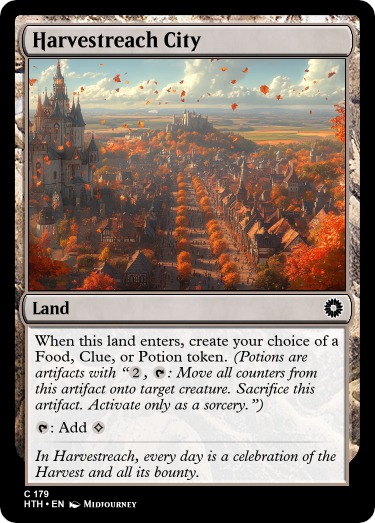 Harvestreach City
Land
When this land enters, create your choice of a
Food, Clue, or Potion token. (Potions are
artifacts with “2, : Move all counters from
this artifact onto target creature. Sacrifice this
artifact. Activate only as a sorcery.”)
: Add
In Harvestreach, every day is a celebration of the
Harvest and all its bounty.
C 179
HTH • EN Midjourney